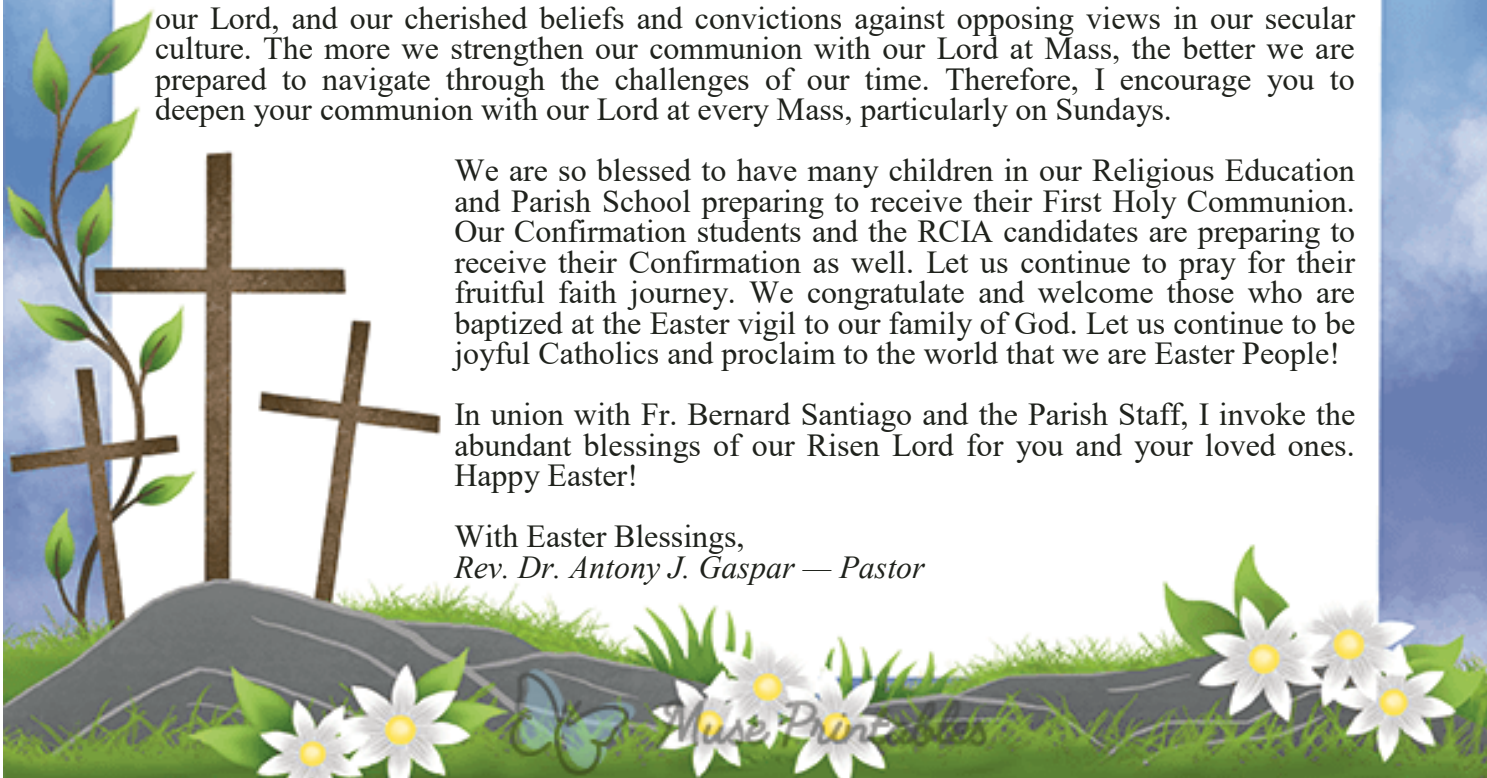 our Lord, and our cherished beliefs and convictions against opposing views in our secular
culture. The more we strengthen our communion with our Lord at Mass, the better we are
prepared to navigate through the challenges of our time. Therefore, I encourage you to
deepen your communion with our Lord at every Mass, particularly on Sundays.
We are so blessed to have many children in our Religious Education
and Parish School preparing to receive their First Holy Communion.
Our Confirmation students and the RCIA candidates are preparing to
receive their Confirmation as well. Let us continue to pray for their
fruitful faith journey. We congratulate and welcome those who are
baptized at the Easter vigil to our family of God. Let us continue to be
joyful Catholics and proclaim to the world that we are Easter People!
In union with Fr. Bernard Santiago and the Parish Staff, I invoke the
abundant blessings of our Risen Lord for you and your loved ones.
Happy Easter!
With Easter Blessings,
Rev. Dr. Antony J. Gaspar — Pastor
Muse Printables